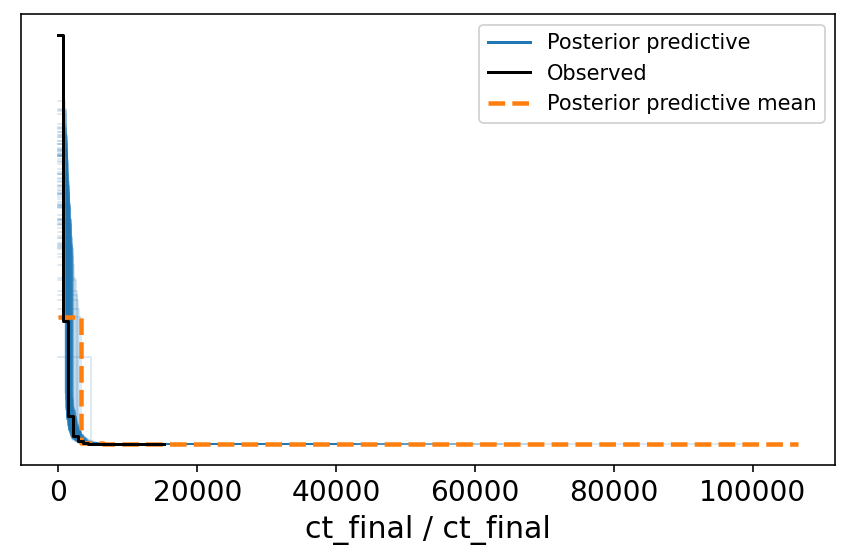 Posterior predictive
Observed
Posterior predictive mean
0 20000 40000 60000 80000 100000
ct_final / ct_final